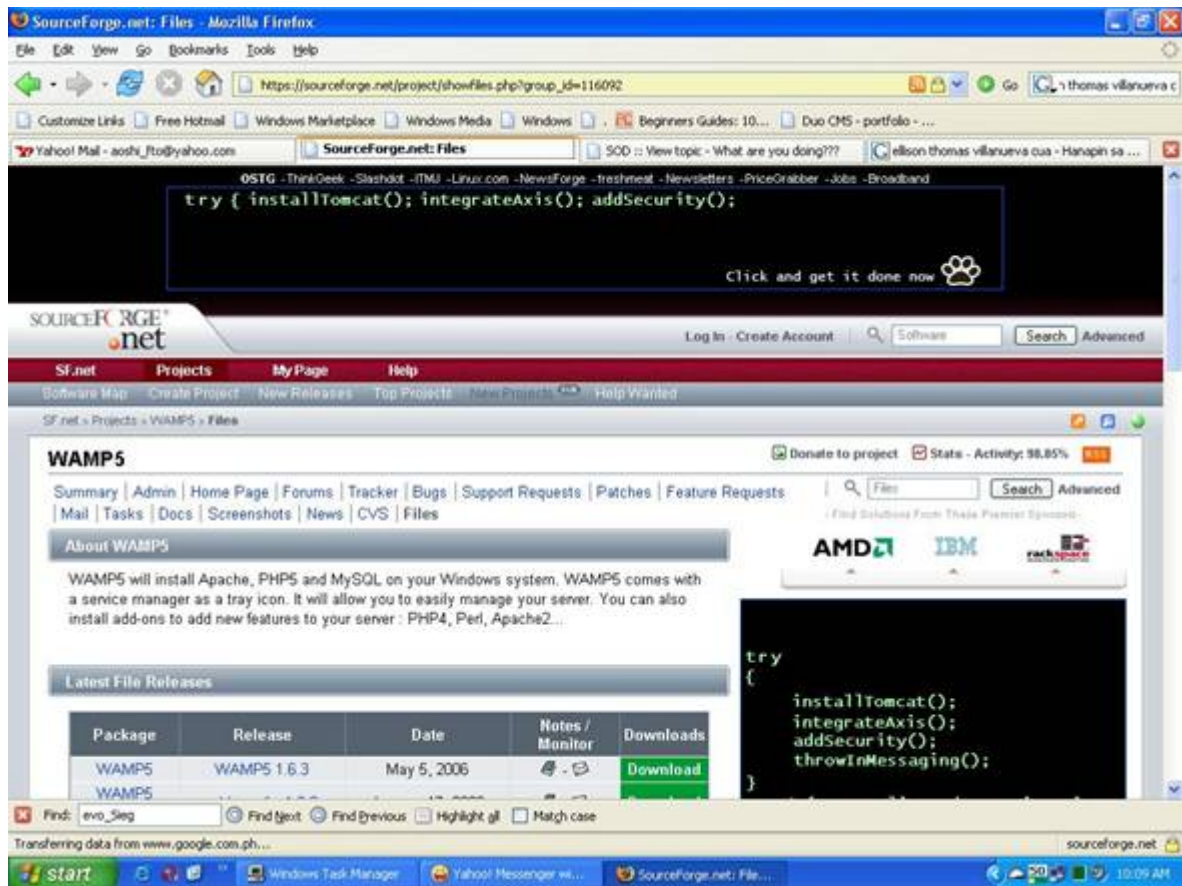 SourceForge.net: Files - Mozilla Firefox
File Edit View Go Bookmarks Tools Help
https://sourceforge.net/project/showfiles.php?group_id=116092 Go thomas villanueva c
Customize Links Free Hotmail Windows Marketplace Windows Media Windows . Beginners Guides: 10... Duo CMS - portfolio - ...
Yahoo! Mail - aoshi_fto@yahoo.com SourceForge.net: Files SOD :: View topic - What are you doing??? ellison thomas villanueva cua - Hanapin sa ...
OSTG - ThinkGeek - Slashdot - ITMJ - Linux.com - NewsForge - freshmeat - Newsletters - PriceGrabber - Jobs - Broadband
try { installTomcat(); integrateAxis(); addSecurity();
Click and get it done now
SOURCEFORGE
.net
Log In - Create Account Software Search Advanced
SF.net Projects My Page Help
Software Map Create Project New Releases Top Projects New Projects Help Wanted
SF.net » Projects » WAMP5 » Files
WAMP5
Donate to project Stats - Activity: 98.85% RSS
Summary | Admin | Home Page | Forums | Tracker | Bugs | Support Requests | Patches | Feature Requests
| Mail | Tasks | Docs | Screenshots | News | CVS | Files
Files Search Advanced
- Find Solutions From These Premier Sponsors -
AMD IBM rackspace
About WAMP5
WAMP5 will install Apache, PHP5 and MySQL on your Windows system. WAMP5 comes with
a service manager as a tray icon. It will allow you to easily manage your server. You can also
install add-ons to add new features to your server : PHP4, Perl, Apache2...
try
{
installTomcat();
integrateAxis();
addSecurity();
throwInMessaging();
}
Latest File Releases
Package Release Date Notes / Monitor Downloads
WAMP5 WAMP5 1.6.3 May 5, 2006 - Download
WAMP5
Find: evo_Sieg Find Next Find Previous Highlight all Match case
Transferring data from www.google.com.ph... sourceforge.net
start Windows Task Manager Yahoo! Messenger wi... SourceForge.net: File... 10:09 AM